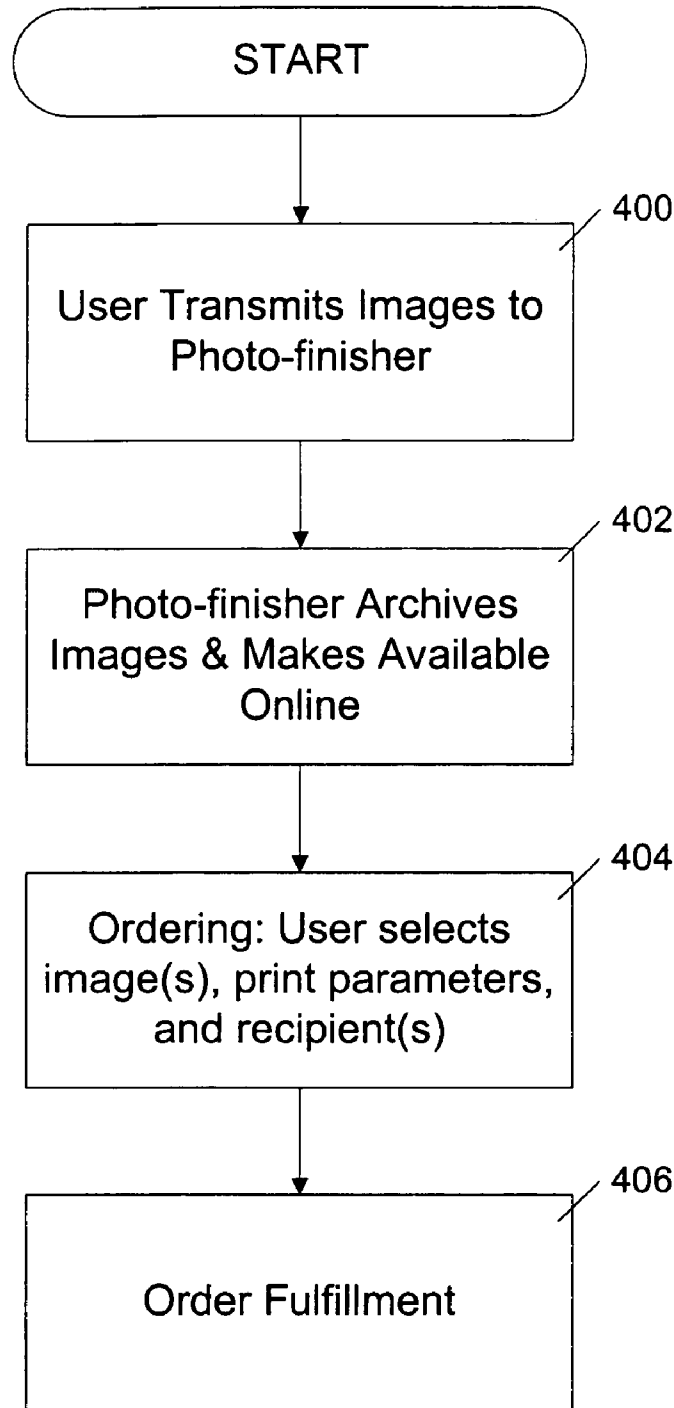 START
400
User Transmits Images to
Photo-finisher
402
Photo-finisher Archives
Images & Makes Available
Online
404
Ordering: User selects
image(s), print parameters,
and recipient(s)
406
Order Fulfillment